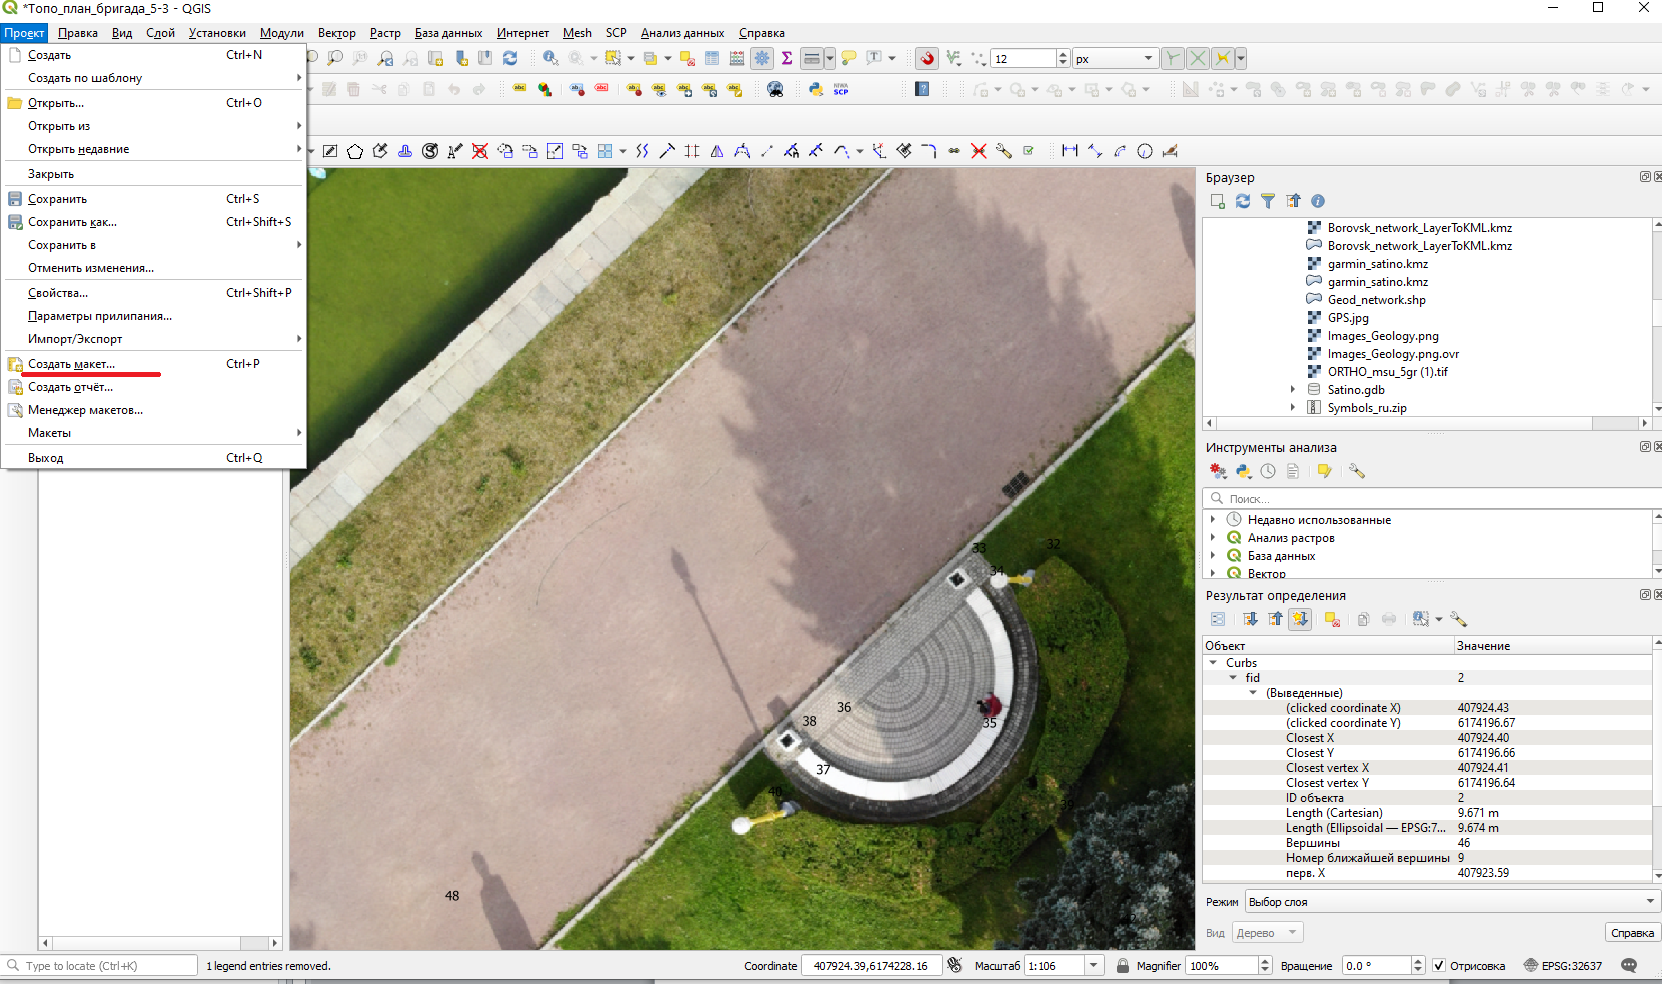 *Топо_план_бригада_5-3 - QGIS
Проект Правка Вид Слой Установки Модули Вектор Растр База данных Интернет Mesh SCP Анализ данных Справка
Создать Ctrl+N
Создать по шаблону
Открыть... Ctrl+O
Открыть из
Открыть недавние
Закрыть
Сохранить Ctrl+S
Сохранить как... Ctrl+Shift+S
Сохранить в
Отменить изменения...
Свойства... Ctrl+Shift+P
Параметры прилипания...
Импорт/Экспорт
Создать макет... Ctrl+P
Создать отчёт...
Менеджер макетов...
Макеты
Выход Ctrl+Q
12 px
SCP
33
32
34
36
38
35
37
40
39
48
Браузер
Borovsk_network_LayerToKML.kmz
Borovsk_network_LayerToKML.kmz
garmin_satino.kmz
garmin_satino.kmz
Geod_network.shp
GPS.jpg
Images_Geology.png
Images_Geology.png.ovr
ORTHO_msu_5gr (1).tif
Satino.gdb
Symbols_ru.zip
Инструменты анализа
Поиск...
Недавно использованные
Анализ растров
База данных
Вектор
Результат определения
Объект Значение
Curbs
fid 2
(Выведенные)
(clicked coordinate X) 407924.43
(clicked coordinate Y) 6174196.67
Closest X 407924.40
Closest Y 6174196.66
Closest vertex X 407924.41
Closest vertex Y 6174196.64
ID объекта 2
Length (Cartesian) 9.671 m
Length (Ellipsoidal — EPSG:7... 9.674 m
Вершины 46
Номер ближайшей вершины 9
перв. X 407923.59
Режим Выбор слоя
Вид Дерево Справка
Type to locate (Ctrl+K) 1 legend entries removed. Coordinate 407924.39,6174228.16 Масштаб 1:106 Magnifier 100% Вращение 0.0 ° Отрисовка EPSG:32637